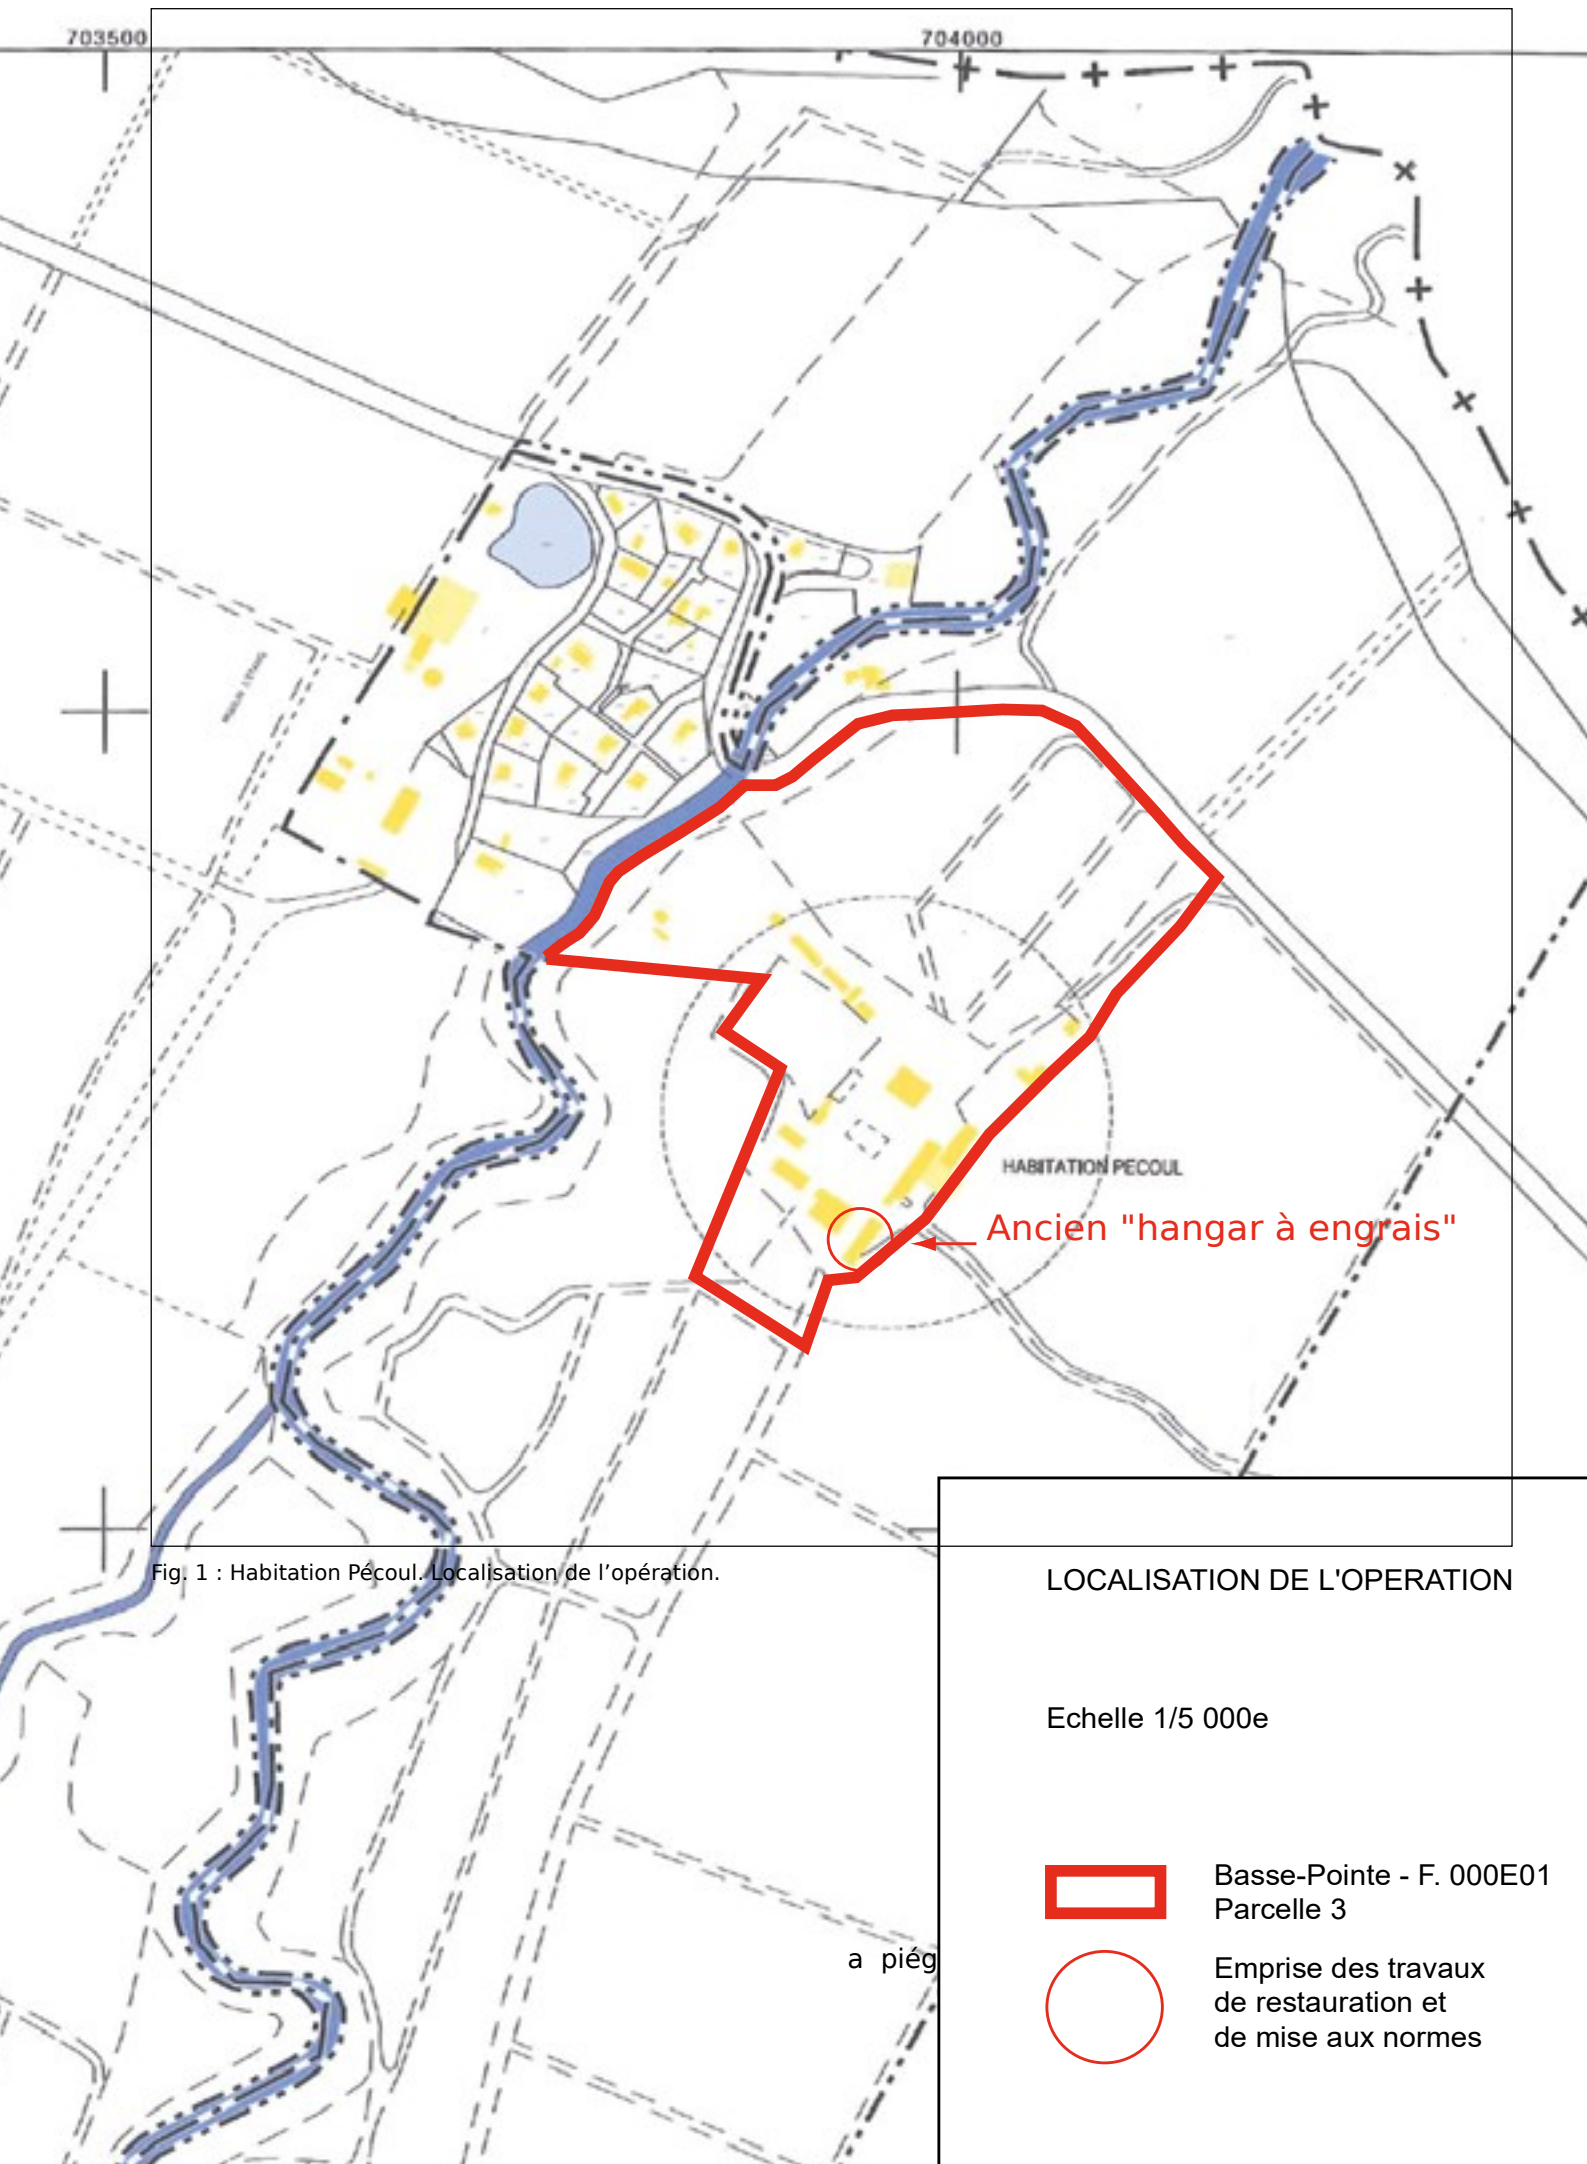 703500
704000
HABITATION PECOUL
Ancien "hangar à engrais"
Fig. 1 : Habitation Pécoul. Localisation de l'opération.
LOCALISATION DE L'OPERATION
Echelle 1/5 000e
Basse-Pointe - F. 000E01
Parcelle 3
a piég
Emprise des travaux
de restauration et
de mise aux normes